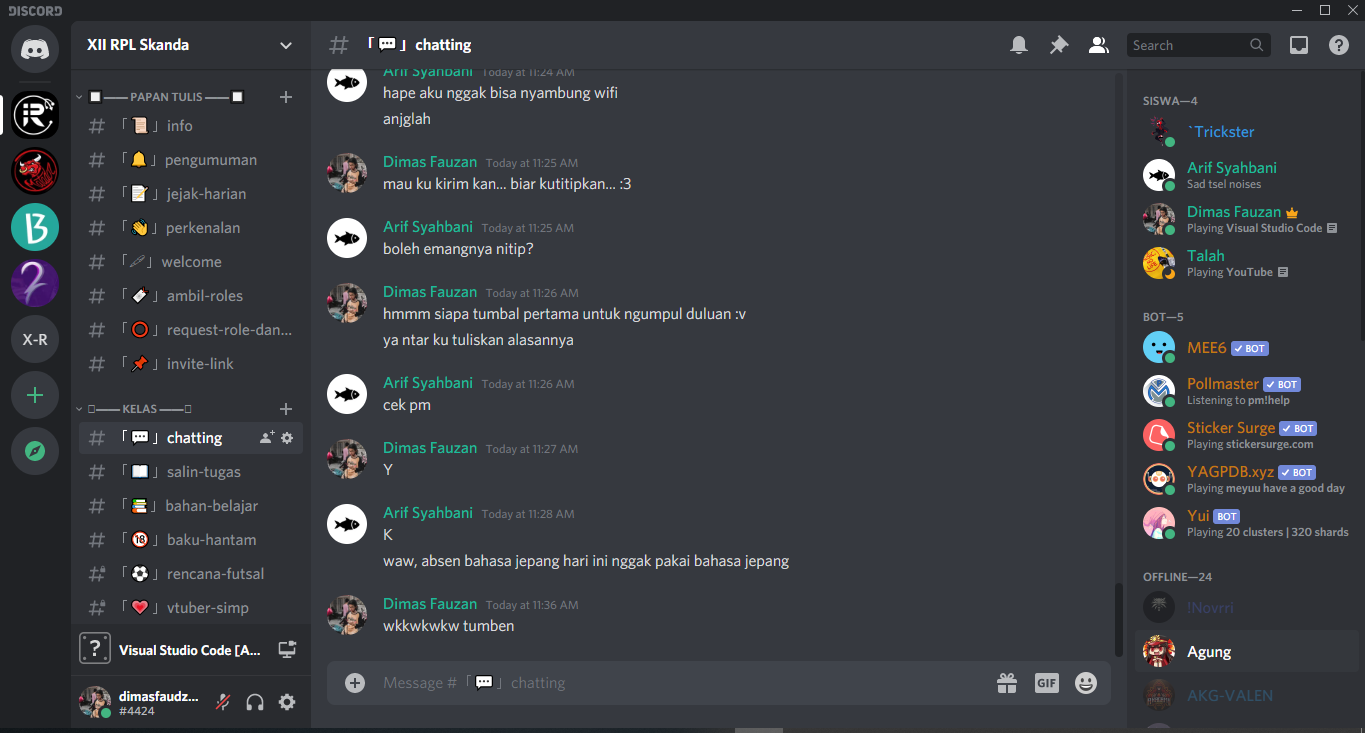 DISCORD
XII RPL Skanda
PAPAN TULIS
「📜」info
「🔔」pengumuman
「📝」jejak-harian
「👋」perkenalan
「🖋」welcome
「🏷」ambil-roles
「⭕」request-role-dan...
「📌」invite-link
KELAS
「💬」chatting
「📖」salin-tugas
「📚」bahan-belajar
「🔞」baku-hantam
「⚽」rencana-futsal
「❤」vtuber-simp
Visual Studio Code [A...
dimasfaudz...
#4424
X-R
# 「💬」chatting
Search
Arif Syahbani Today at 11:24 AM
hape aku nggak bisa nyambung wifi
anjglah
Dimas Fauzan Today at 11:25 AM
mau ku kirim kan... biar kutitipkan... :3
Arif Syahbani Today at 11:25 AM
boleh emangnya nitip?
Dimas Fauzan Today at 11:26 AM
hmmm siapa tumbal pertama untuk ngumpul duluan :v
ya ntar ku tuliskan alasannya
Arif Syahbani Today at 11:26 AM
cek pm
Dimas Fauzan Today at 11:27 AM
Y
Arif Syahbani Today at 11:28 AM
K
waw, absen bahasa jepang hari ini nggak pakai bahasa jepang
Dimas Fauzan Today at 11:36 AM
wkkwkwkw tumben
Message #「💬」chatting
GIF
SISWA—4
`Trickster
Arif Syahbani
Sad tsel noises
Dimas Fauzan
Playing Visual Studio Code
Talah
Playing YouTube
BOT—5
MEE6 ✓ BOT
Pollmaster ✓ BOT
Listening to pm!help
Sticker Surge ✓ BOT
Playing stickersurge.com
YAGPDB.xyz ✓ BOT
Playing meyuu have a good day
Yui BOT
Playing 20 clusters | 320 shards
OFFLINE—24
!Novrri
Agung
AKG-VALEN